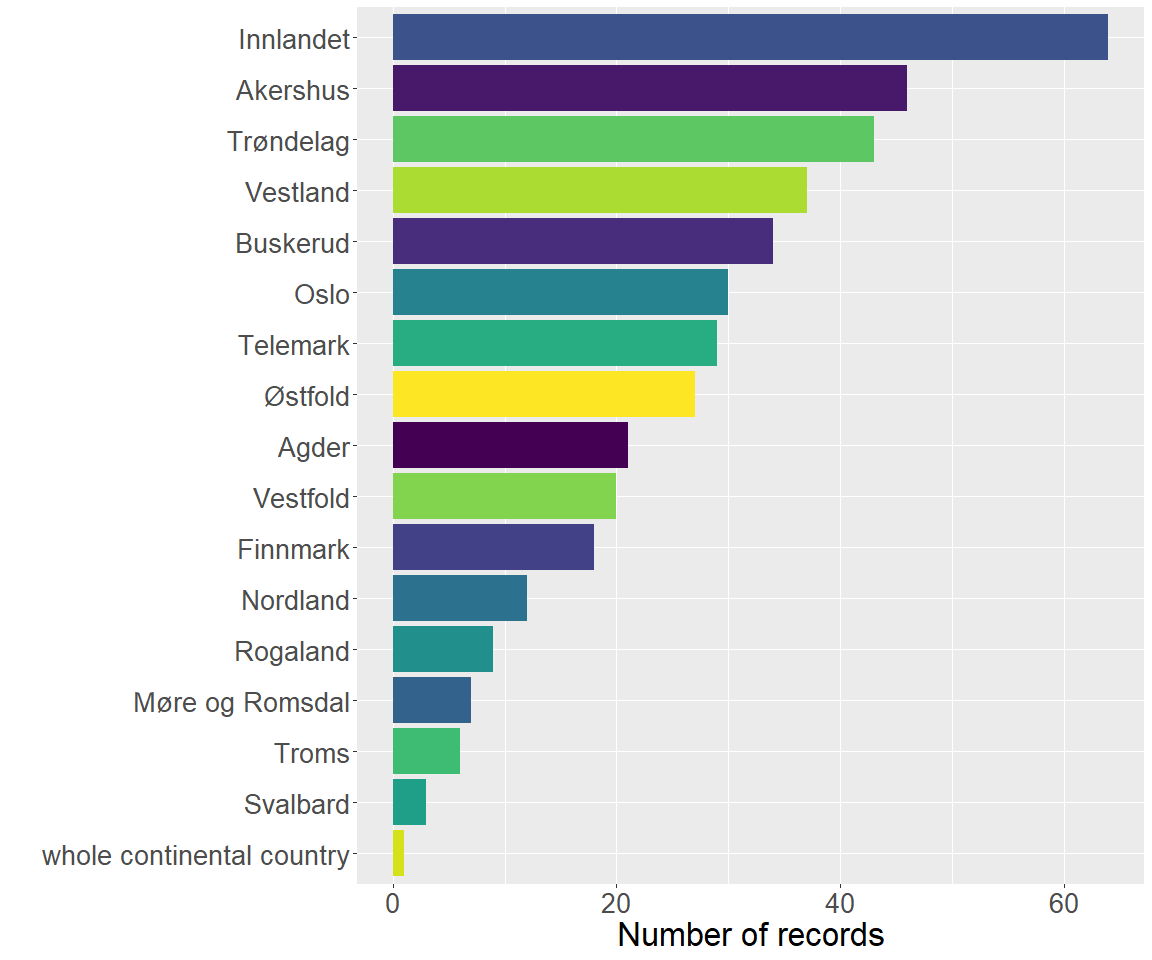 Innlandet
Akershus
Trøndelag
Vestland
Buskerud
Oslo
Telemark
Østfold
Agder
Vestfold
Finnmark
Nordland
Rogaland
Møre og Romsdal
Troms
Svalbard
whole continental country
0 20 40 60
Number of records